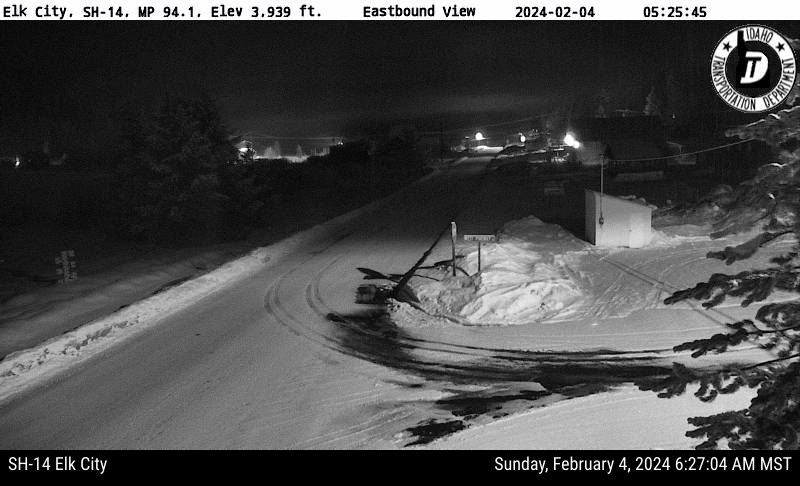 Elk City, SH-14, MP 94.1, Elev 3,939 ft. Eastbound View 2024-02-04 05:25:45
IDAHO
TRANSPORTATION DEPARTMENT
SH-14 Elk City Sunday, February 4, 2024 6:27:04 AM MST